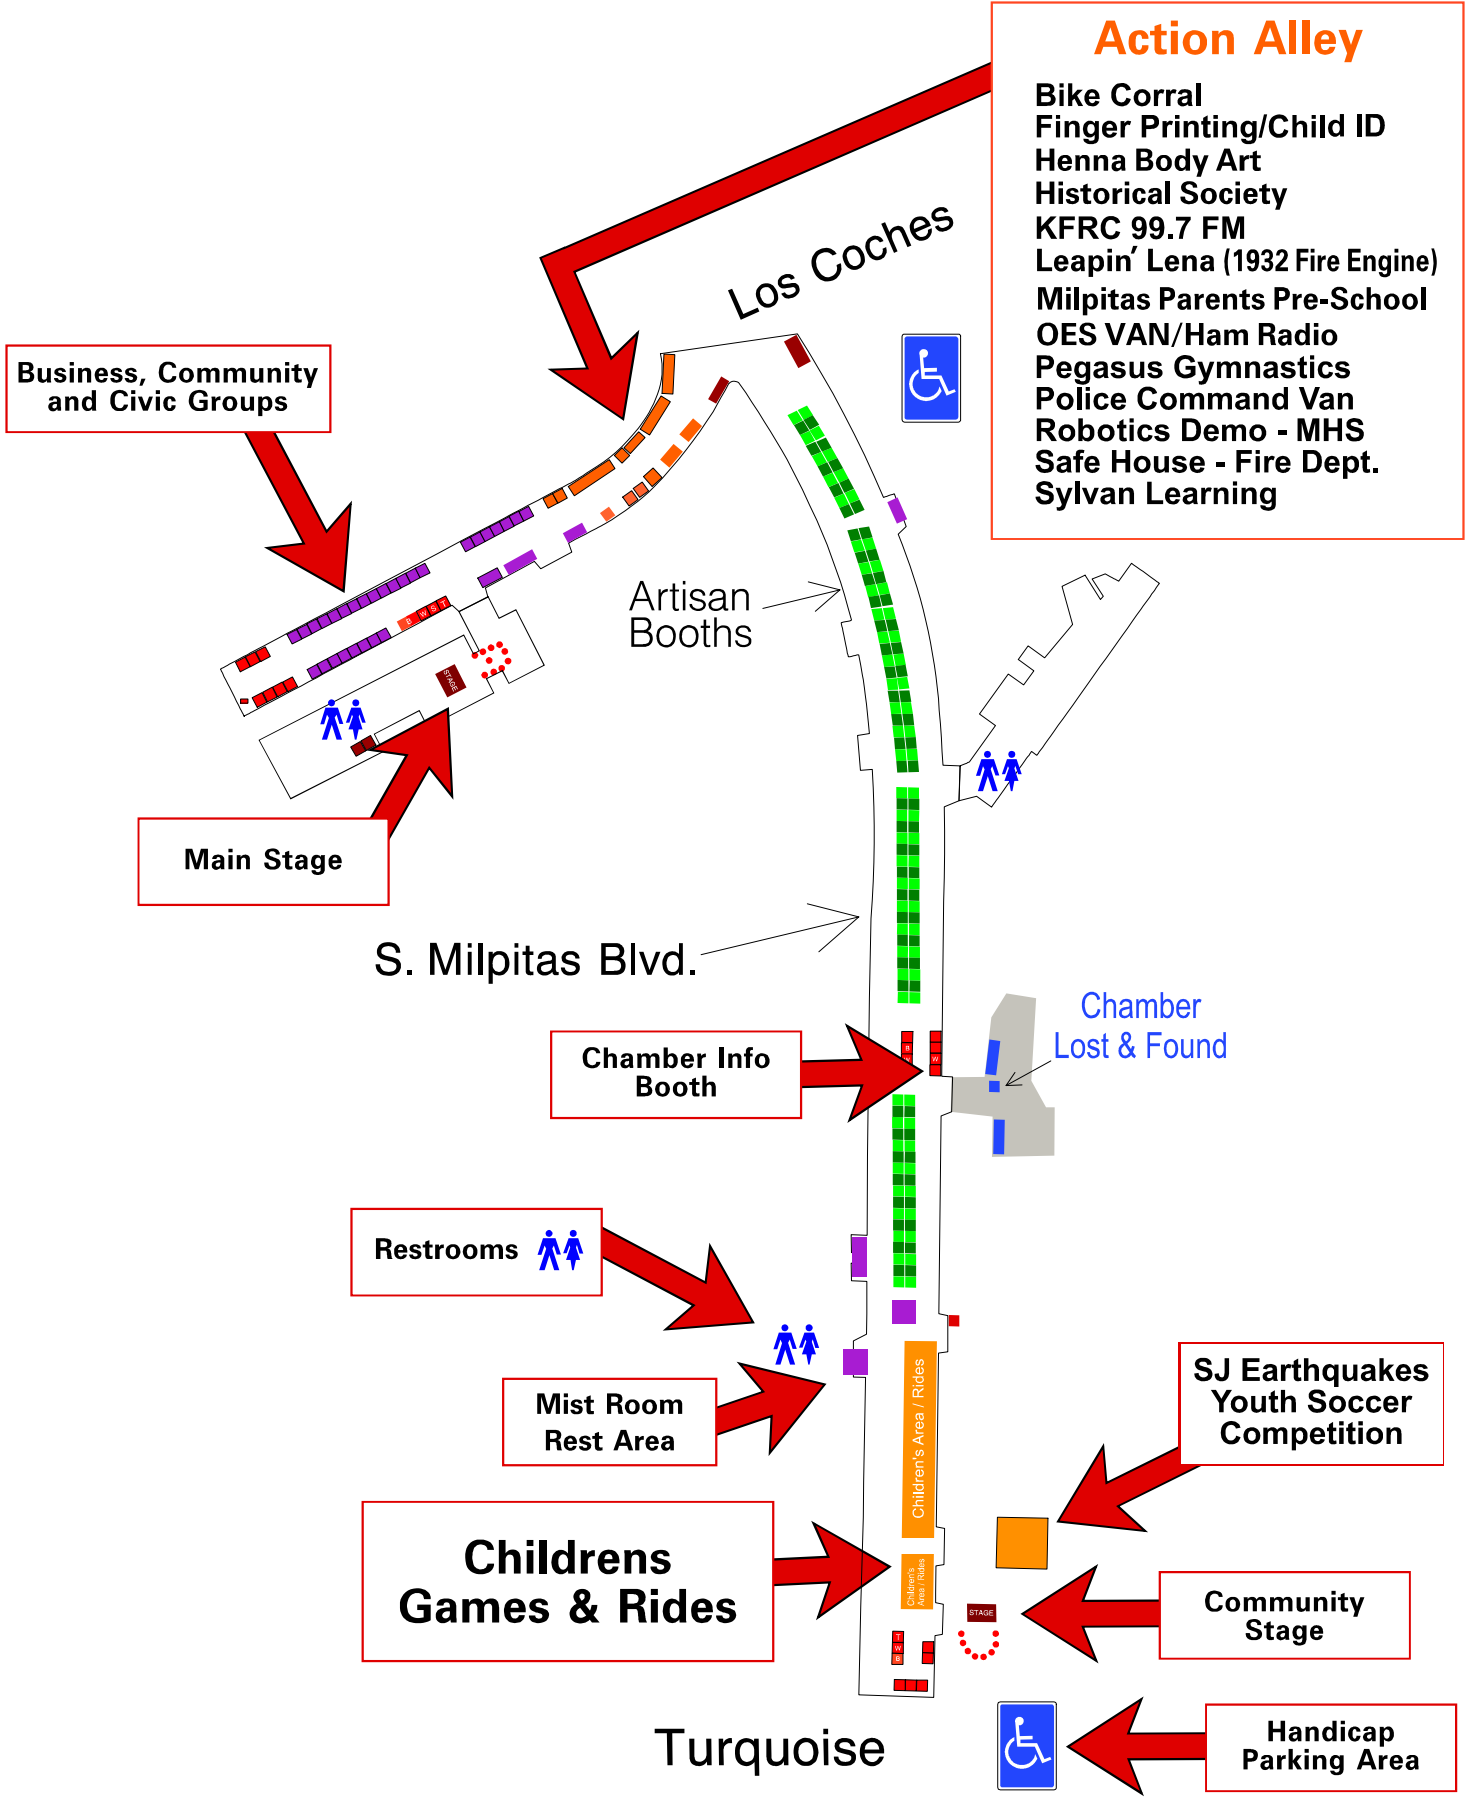 Action Alley
Bike Corral
Finger Printing/Child ID
Henna Body Art
Historical Society
KFRC 99.7 FM
Leapin' Lena (1932 Fire Engine)
Milpitas Parents Pre-School
OES VAN/Ham Radio
Pegasus Gymnastics
Police Command Van
Robotics Demo - MHS
Safe House - Fire Dept.
Sylvan Learning
Los Coches
Business, Community
and Civic Groups
Artisan
Booths
B W S T
STAGE
Main Stage
S. Milpitas Blvd.
Chamber
Lost & Found
Chamber Info
Booth
B
W
Restrooms
Mist Room
Rest Area
Children's Area / Rides
SJ Earthquakes
Youth Soccer
Competition
Childrens
Games & Rides
Children's
Area / Rides
STAGE
Community
Stage
T
W
B
Turquoise
Handicap
Parking Area